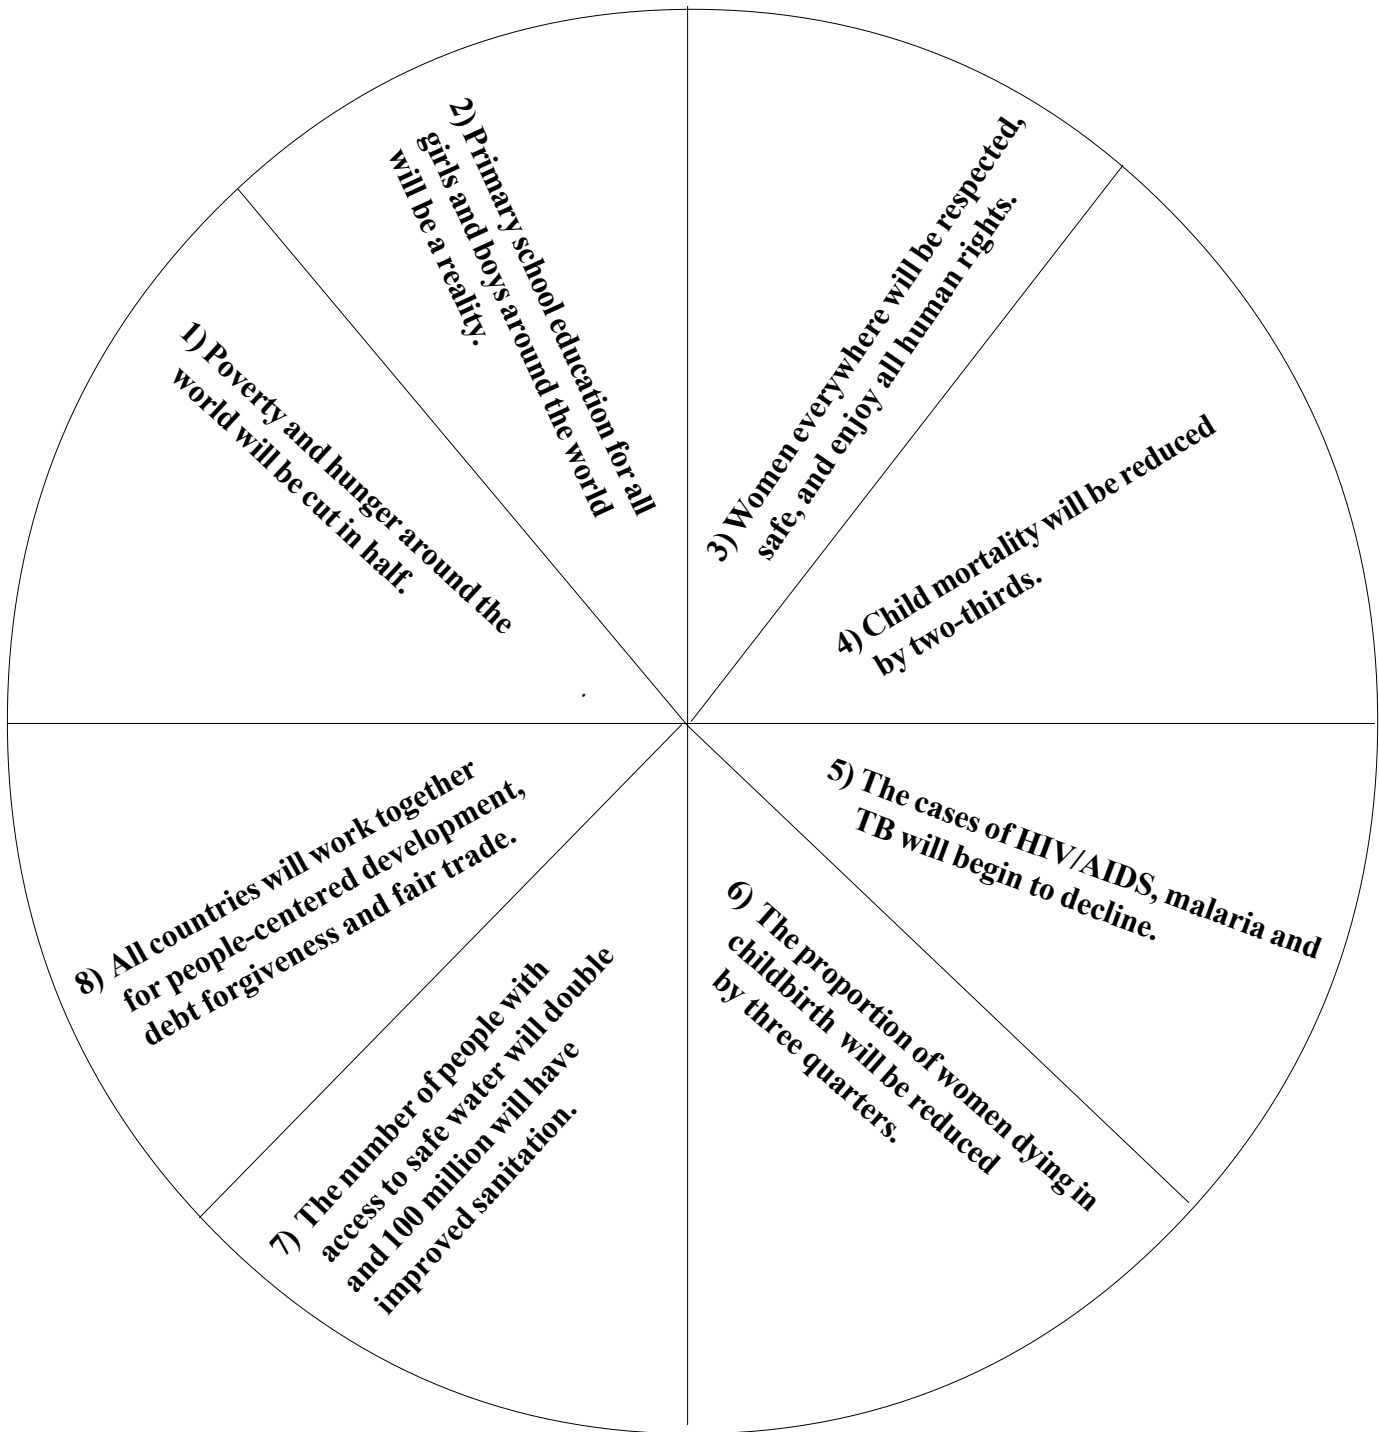 1) Poverty and hunger around the
world will be cut in half.
2) Primary school education for all
girls and boys around the world
will be a reality.
3) Women everywhere will be respected,
safe, and enjoy all human rights.
4) Child mortality will be reduced
by two-thirds.
5) The cases of HIV/AIDS, malaria and
TB will begin to decline.
6) The proportion of women dying in
childbirth will be reduced
by three quarters.
7) The number of people with
access to safe water will double
and 100 million will have
improved sanitation.
8) All countries will work together
for people-centered development,
debt forgiveness and fair trade.